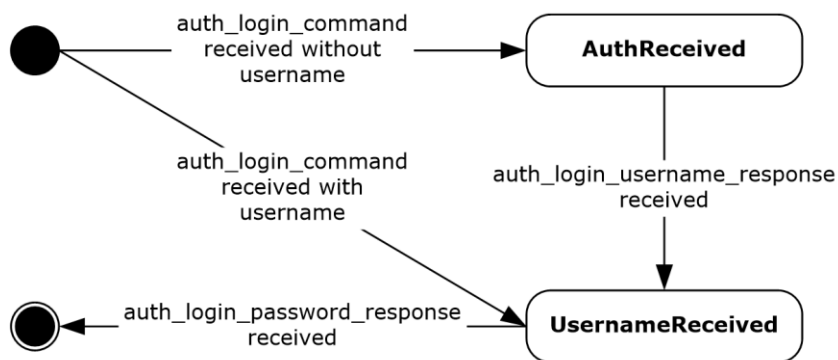 auth_login_command
received without
username
AuthReceived
auth_login_command
received with
username
auth_login_username_response
received
auth_login_password_response
received
UsernameReceived